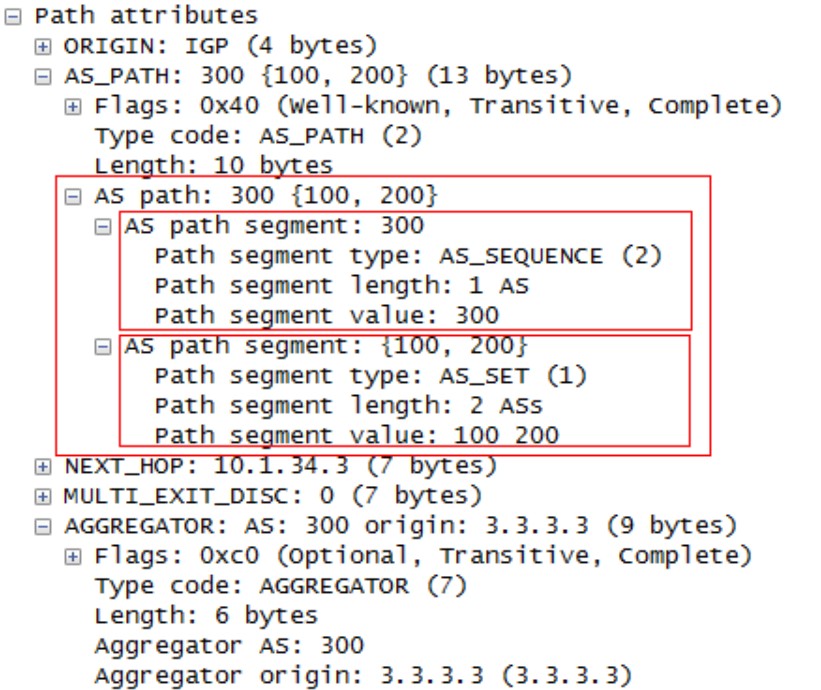 Path attributes
ORIGIN: IGP (4 bytes)
AS_PATH: 300 {100, 200} (13 bytes)
Flags: 0x40 (Well-known, Transitive, Complete)
Type code: AS_PATH (2)
Length: 10 bytes
AS path: 300 {100, 200}
AS path segment: 300
Path segment type: AS_SEQUENCE (2)
Path segment length: 1 AS
Path segment value: 300
AS path segment: {100, 200}
Path segment type: AS_SET (1)
Path segment length: 2 ASs
Path segment value: 100 200
NEXT_HOP: 10.1.34.3 (7 bytes)
MULTI_EXIT_DISC: 0 (7 bytes)
AGGREGATOR: AS: 300 origin: 3.3.3.3 (9 bytes)
Flags: 0xc0 (Optional, Transitive, Complete)
Type code: AGGREGATOR (7)
Length: 6 bytes
Aggregator AS: 300
Aggregator origin: 3.3.3.3 (3.3.3.3)